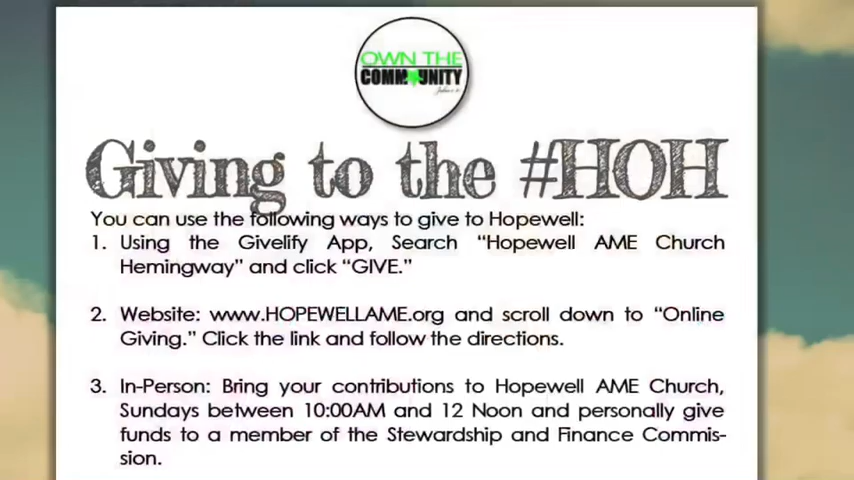 OWN THE
COMMUNITY
Giving to the #HOH
You can use the following ways to give to Hopewell:
1. Using the Givelify App, Search “Hopewell AME Church
Hemingway” and click “GIVE.”
2. Website: www.HOPEWELLAME.org and scroll down to “Online
Giving.” Click the link and follow the directions.
3. In-Person: Bring your contributions to Hopewell AME Church,
Sundays between 10:00AM and 12 Noon and personally give
funds to a member of the Stewardship and Finance Commis-
sion.